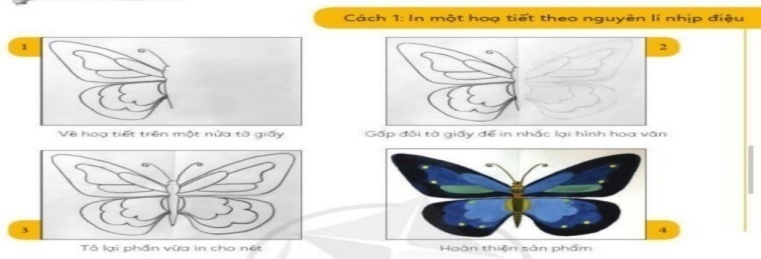 Cách 1: In một hoạ tiết theo nguyên lí nhịp điệu
1
2
Vẽ hoạ tiết trên một nửa tờ giấy
Gấp đôi tờ giấy để in nhắc lại hình hoa văn
3
4
Tô lại phần vừa in cho nét
Hoàn thiện sản phẩm